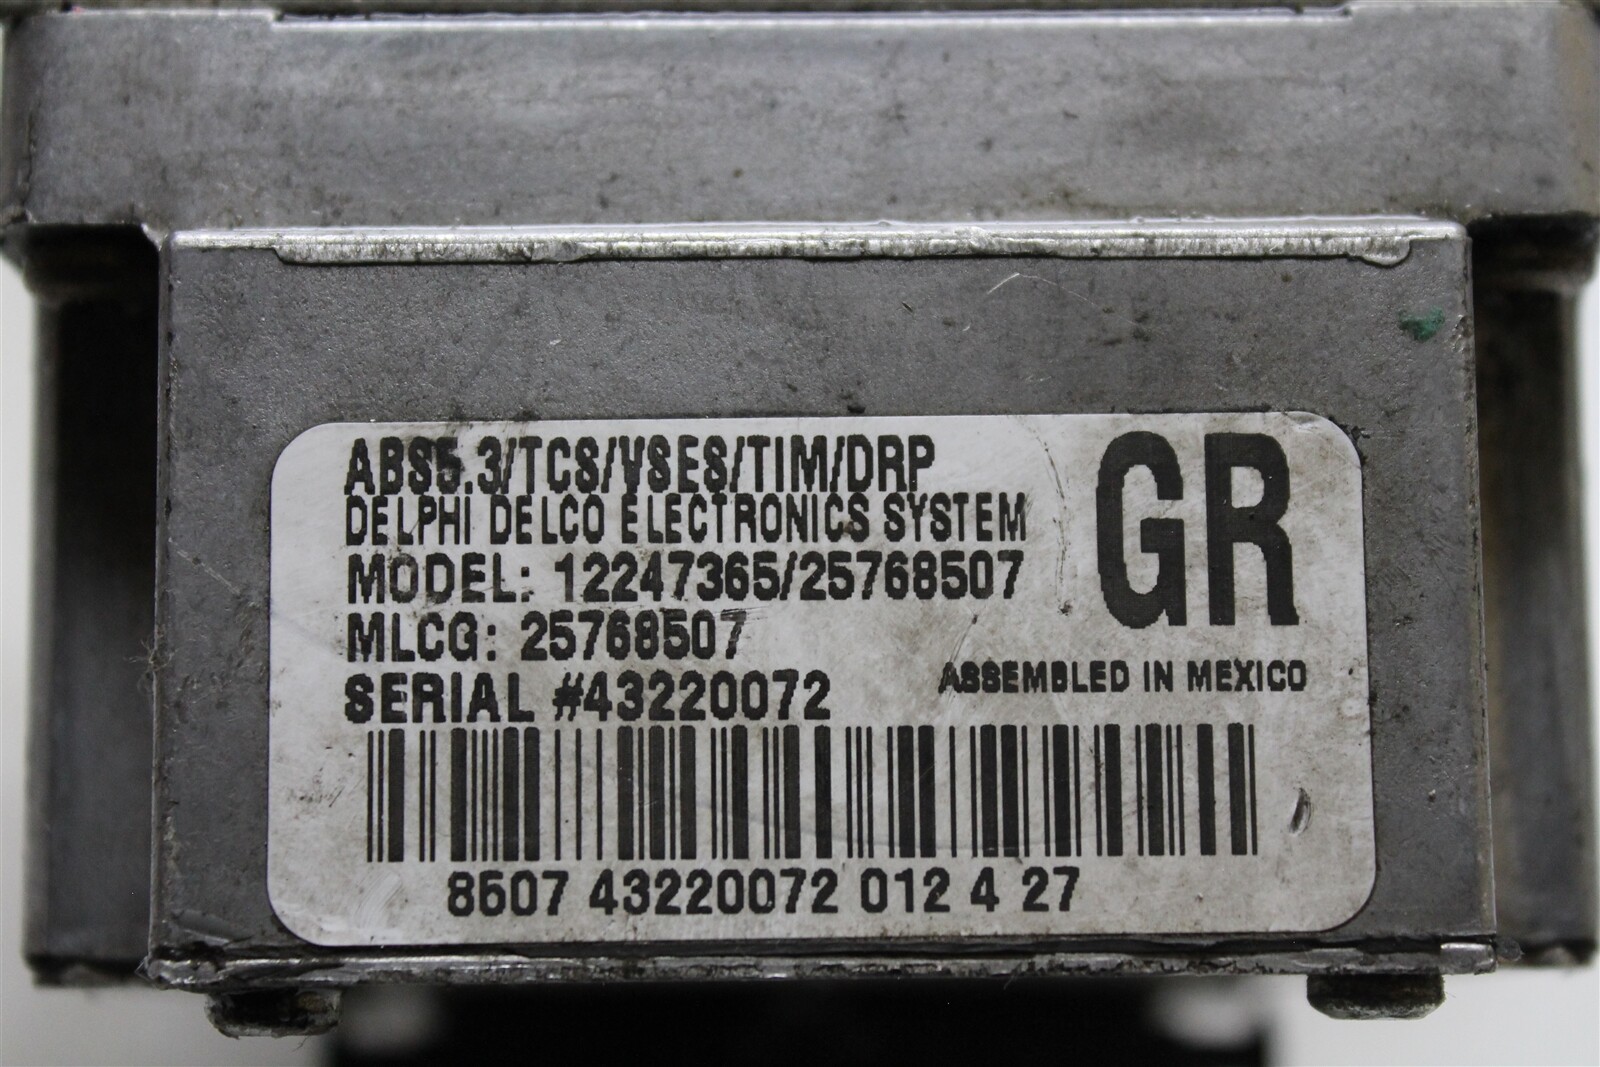 ABS5.3/TCS/VSES/TIM/DRP
DELPHI DELCO ELECTRONICS SYSTEM
GR
MODEL: 12247365/25768507
MLCG: 25768507
SERIAL #43220072
ASSEMBLED IN MEXICO
8507 43220072 012 4 27